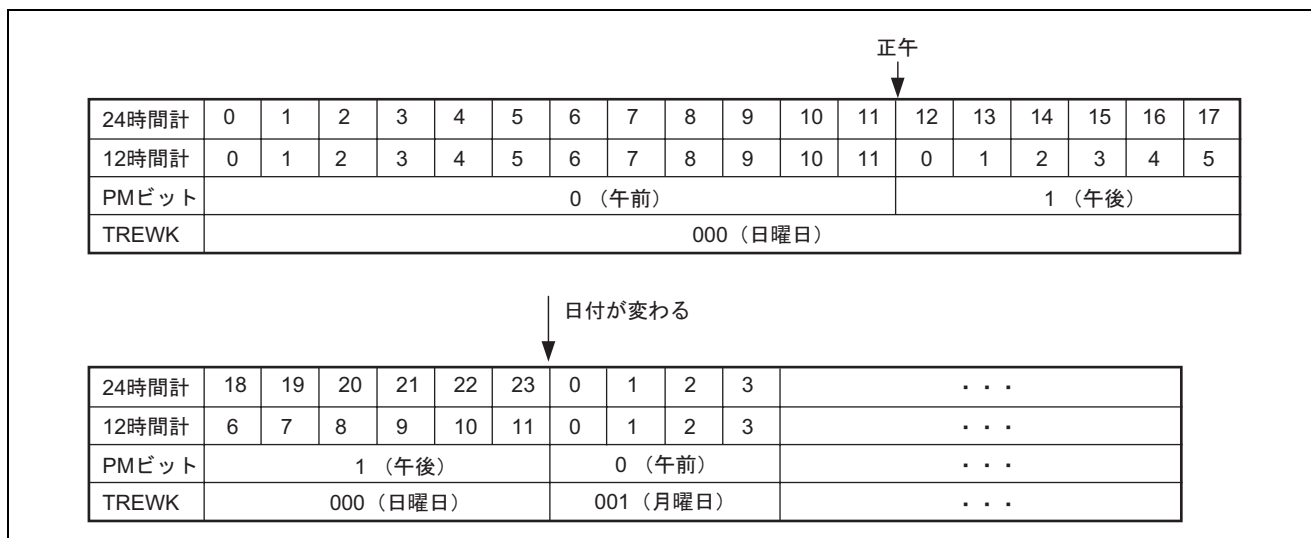 正午
24時間計 0 1 2 3 4 5 6 7 8 9 10 11 12 13 14 15 16 17
12時間計 0 1 2 3 4 5 6 7 8 9 10 11 0 1 2 3 4 5
PMビット 0 （午前） 1 （午後）
TREWK 000（日曜日）
日付が変わる
24時間計 18 19 20 21 22 23 0 1 2 3 ・・・
12時間計 6 7 8 9 10 11 0 1 2 3 ・・・
PMビット 1 （午後） 0 （午前） ・・・
TREWK 000（日曜日） 001（月曜日） ・・・